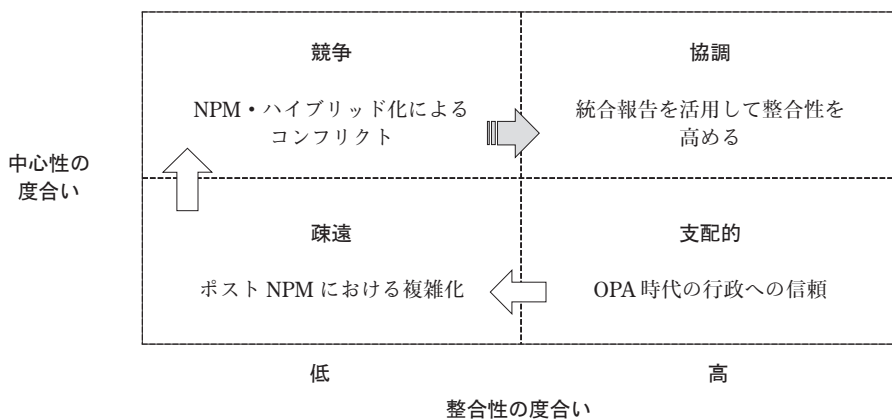 競争
協調
NPM・ハイブリッド化による
コンフリクト
統合報告を活用して整合性を
高める
中心性の
度合い
疎遠
支配的
ポスト NPM における複雑化
OPA 時代の行政への信頼
低
高
整合性の度合い